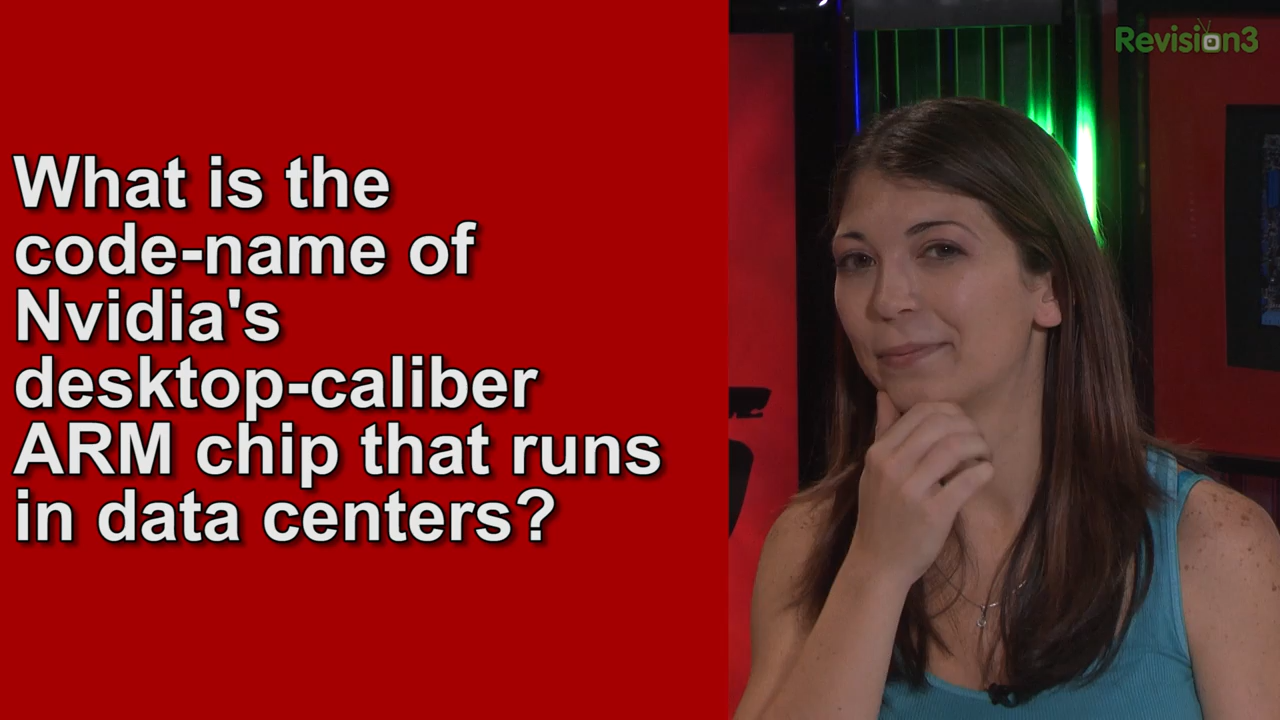 Revision3
What is the
code-name of
Nvidia's
desktop-caliber
ARM chip that runs
in data centers?